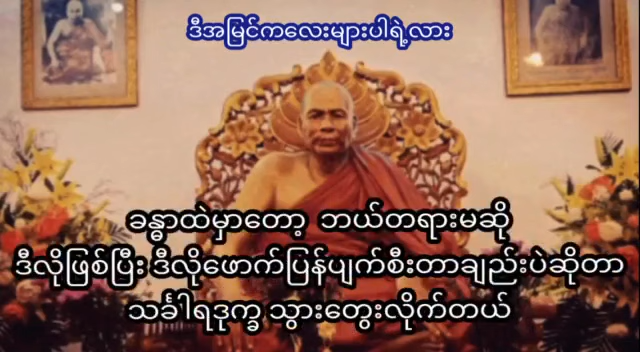 ဒီအမြင်ကလေးများပါရဲ့လား
ခန္ဓာထဲမှာတော့ ဘယ်တရားမဆို
ဒီလိုဖြစ်ပြီး ဒီလိုဖောက်ပြန်ပျက်စီးတာချည်းပဲဆိုတာ
သင်္ခါရဒုက္ခ သွားတွေးလိုက်တယ်